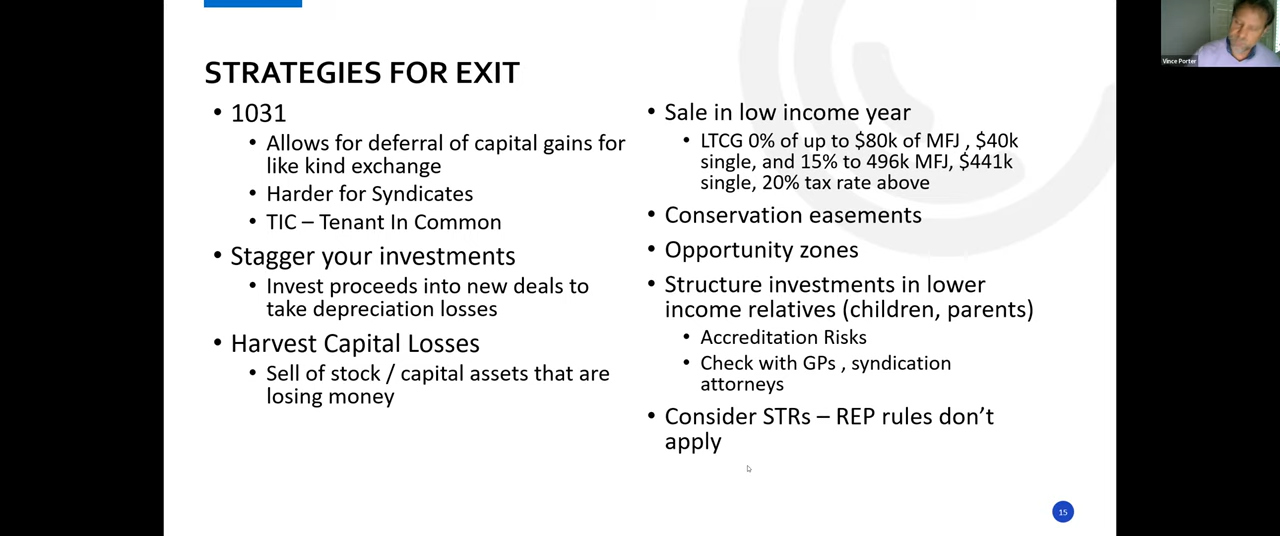 STRATEGIES FOR EXIT
• 1031
• Allows for deferral of capital gains for
like kind exchange
• Harder for Syndicates
• TIC – Tenant In Common
• Stagger your investments
• Invest proceeds into new deals to
take depreciation losses
• Harvest Capital Losses
• Sell of stock / capital assets that are
losing money
• Sale in low income year
• LTCG 0% of up to $80k of MFJ , $40k
single, and 15% to 496k MFJ, $441k
single, 20% tax rate above
• Conservation easements
• Opportunity zones
• Structure investments in lower
income relatives (children, parents)
• Accreditation Risks
• Check with GPs , syndication
attorneys
• Consider STRs – REP rules don’t
apply
15
Vince Porter